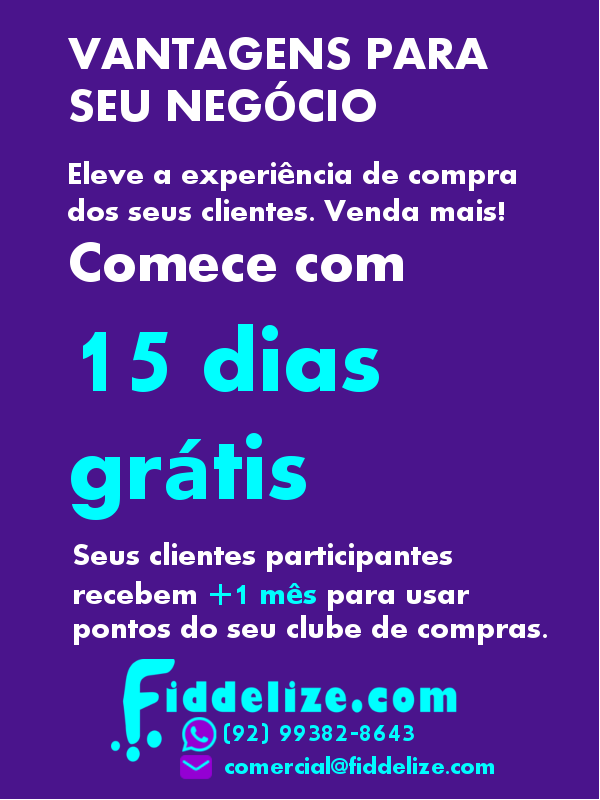 VANTAGENS PARA
SEU NEGÓCIO
Eleve a experiência de compra
dos seus clientes. Venda mais!
Comece com
15 dias
grátis
Seus clientes participantes
recebem +1 mês para usar
pontos do seu clube de compras.
Fiddelize.com
(92) 99382-8643
comercial@fiddelize.com